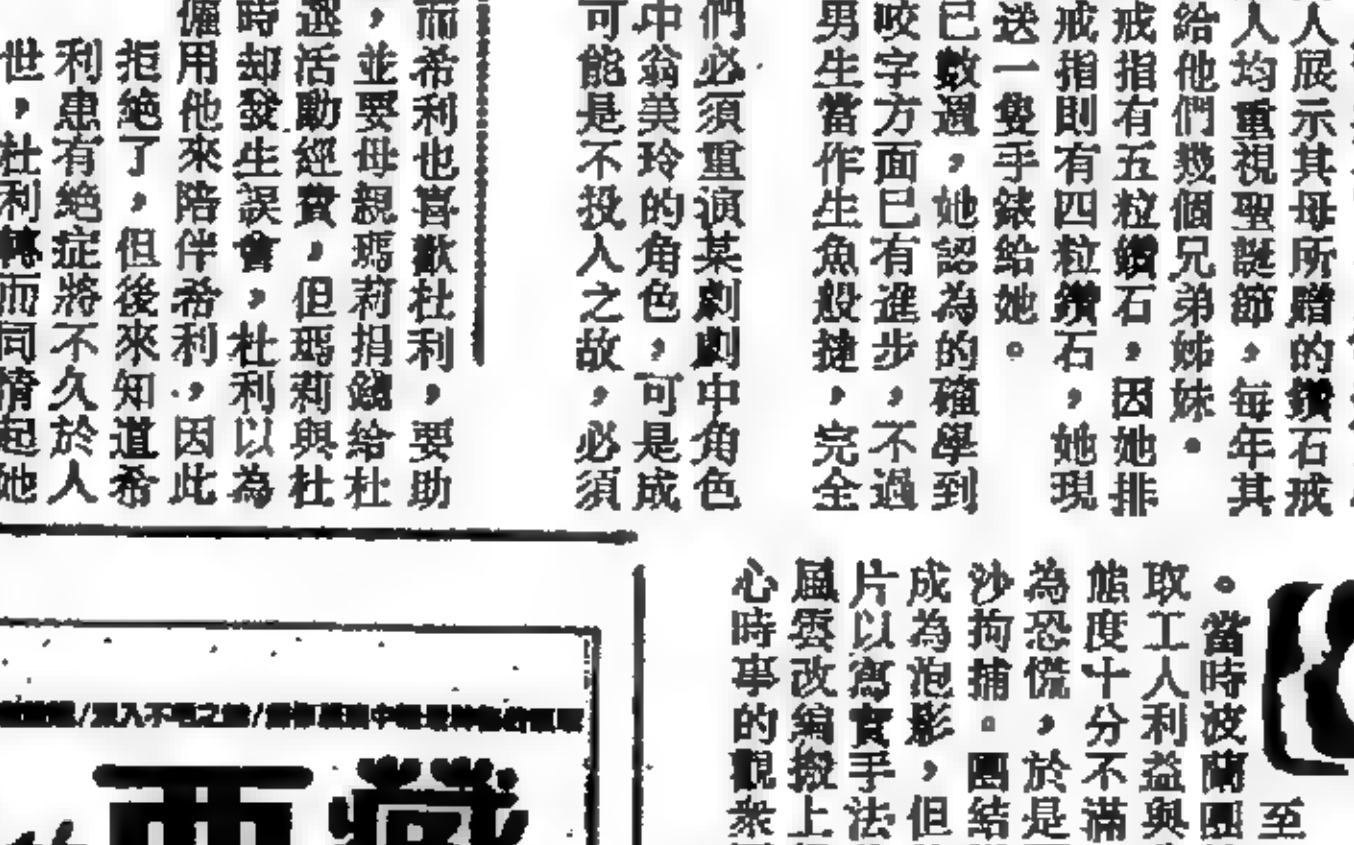 人展示其母所贈的鑽石戒
人均重視聖誕節，每年其
給他們幾個兄弟姊妹。
戒指有五粒鑽石，因她排
戒指則有四粒鑽石，她現
送一隻手錶給她。
已數週，她認為的確學到
咬字方面已有進步，不過
男生當作生魚般捷，完全
們必須重演某劇劇中角色
中翁美玲的角色，可是成
可能是不投入之故，必須
而希利也喜歡杜利，要助
，並要母親瑪莉捐錢給杜
選活動經費，但瑪莉與杜
時却發生誤會，杜利以為
僱用他來陪伴希利，因此
拒絕了，但後來知道希
利患有絕症將不久於人
世，杜利轉而同情起她
至
。當時波蘭團
取工人利益與
態度十分不滿
為恐慌，於是
沙拘捕。團結
成為泡影，但
片以寫實手法
風雲改編搬上
心時事的觀衆
西藏